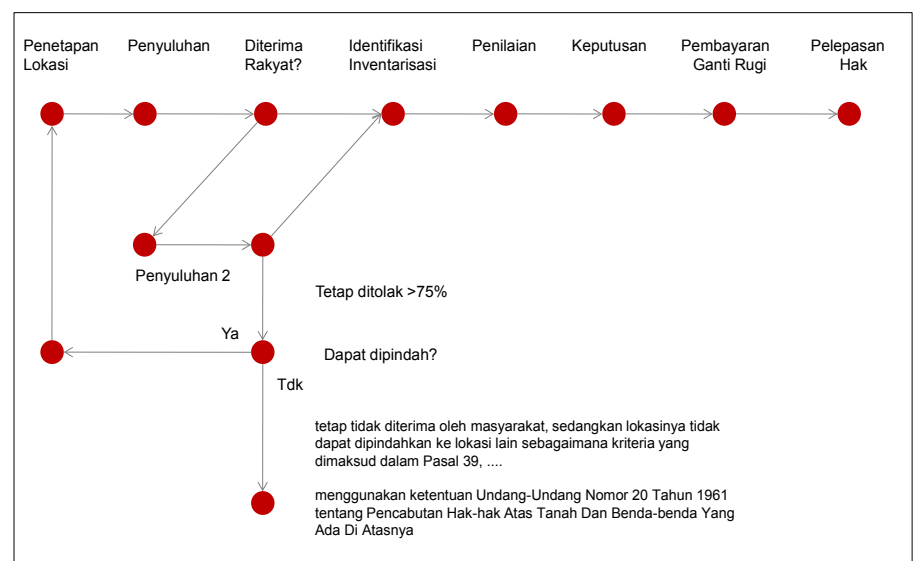 Penetapan
Lokasi
Penyuluhan
Diterima
Rakyat?
Identifikasi
Inventarisasi
Penilaian
Keputusan
Pembayaran
Ganti Rugi
Pelepasan
Hak
Penyuluhan 2
Tetap ditolak >75%
Ya
Dapat dipindah?
Tdk
tetap tidak diterima oleh masyarakat, sedangkan lokasinya tidak
dapat dipindahkan ke lokasi lain sebagaimana kriteria yang
dimaksud dalam Pasal 39, ....
menggunakan ketentuan Undang-Undang Nomor 20 Tahun 1961
tentang Pencabutan Hak-hak Atas Tanah Dan Benda-benda Yang
Ada Di Atasnya